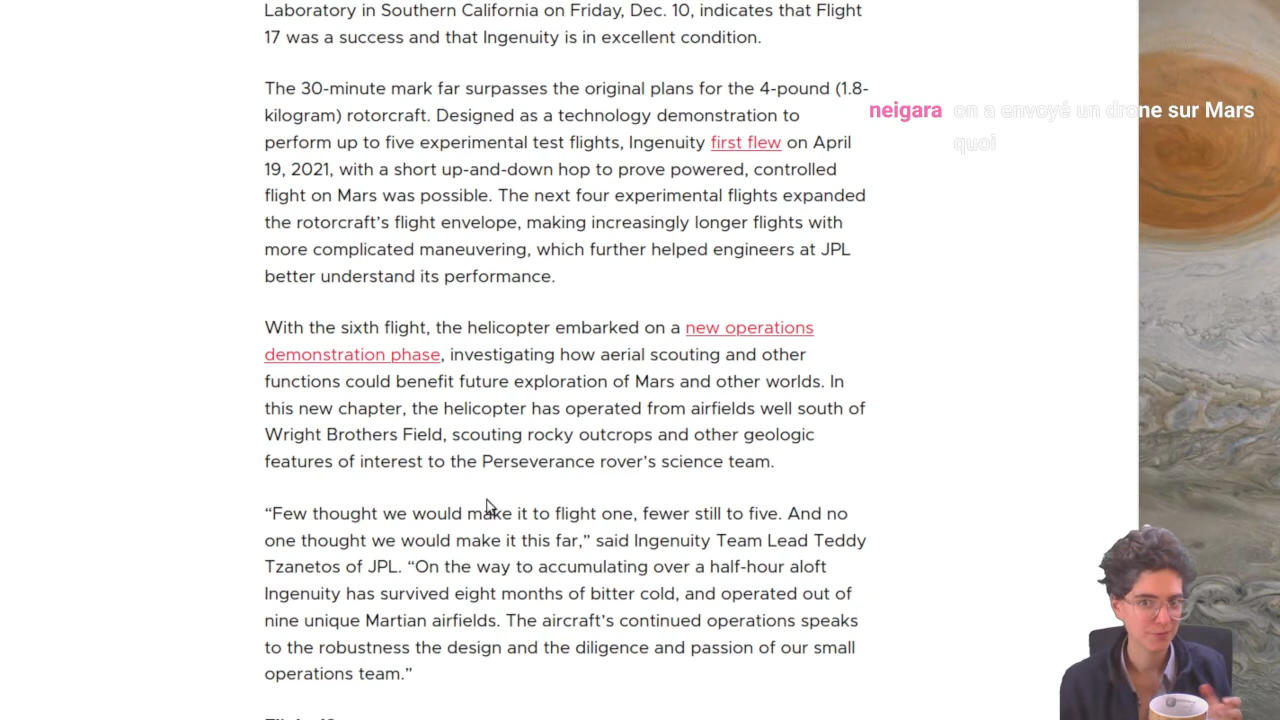 Laboratory in Southern California on Friday, Dec. 10, indicates that Flight
17 was a success and that Ingenuity is in excellent condition.
The 30-minute mark far surpasses the original plans for the 4-pound (1.8-
kilogram) rotorcraft. Designed as a technology demonstration to
perform up to five experimental test flights, Ingenuity first flew on April
19, 2021, with a short up-and-down hop to prove powered, controlled
flight on Mars was possible. The next four experimental flights expanded
the rotorcraft’s flight envelope, making increasingly longer flights with
more complicated maneuvering, which further helped engineers at JPL
better understand its performance.
With the sixth flight, the helicopter embarked on a new operations
demonstration phase, investigating how aerial scouting and other
functions could benefit future exploration of Mars and other worlds. In
this new chapter, the helicopter has operated from airfields well south of
Wright Brothers Field, scouting rocky outcrops and other geologic
features of interest to the Perseverance rover’s science team.
“Few thought we would make it to flight one, fewer still to five. And no
one thought we would make it this far,” said Ingenuity Team Lead Teddy
Tzanetos of JPL. “On the way to accumulating over a half-hour aloft
Ingenuity has survived eight months of bitter cold, and operated out of
nine unique Martian airfields. The aircraft’s continued operations speaks
to the robustness the design and the diligence and passion of our small
operations team.”
neigara on a envoyé un drone sur Mars
quoi